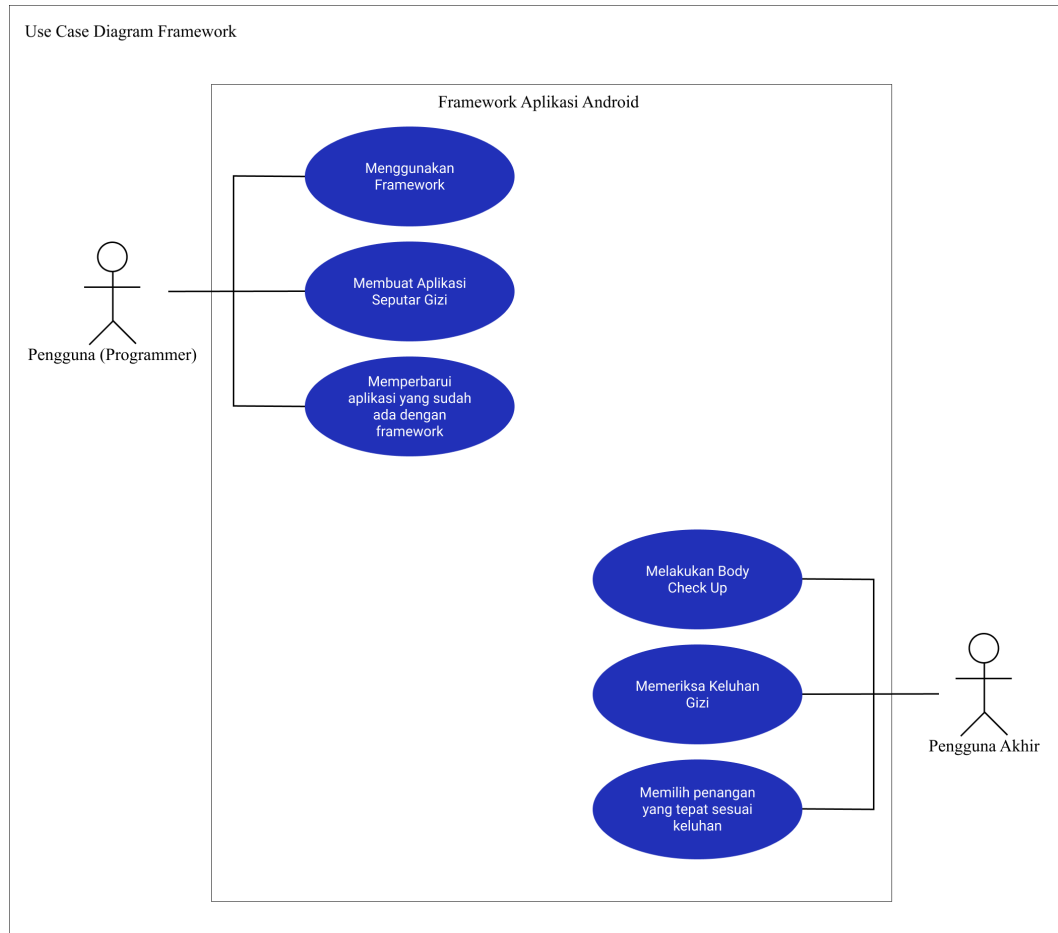 Use Case Diagram Framework
Framework Aplikasi Android
Menggunakan
Framework
Membuat Aplikasi
Seputar Gizi
Pengguna (Programmer)
Memperbarui
aplikasi yang sudah
ada dengan
framework
Melakukan Body
Check Up
Memeriksa Keluhan
Gizi
Pengguna Akhir
Memilih penangan
yang tepat sesuai
keluhan